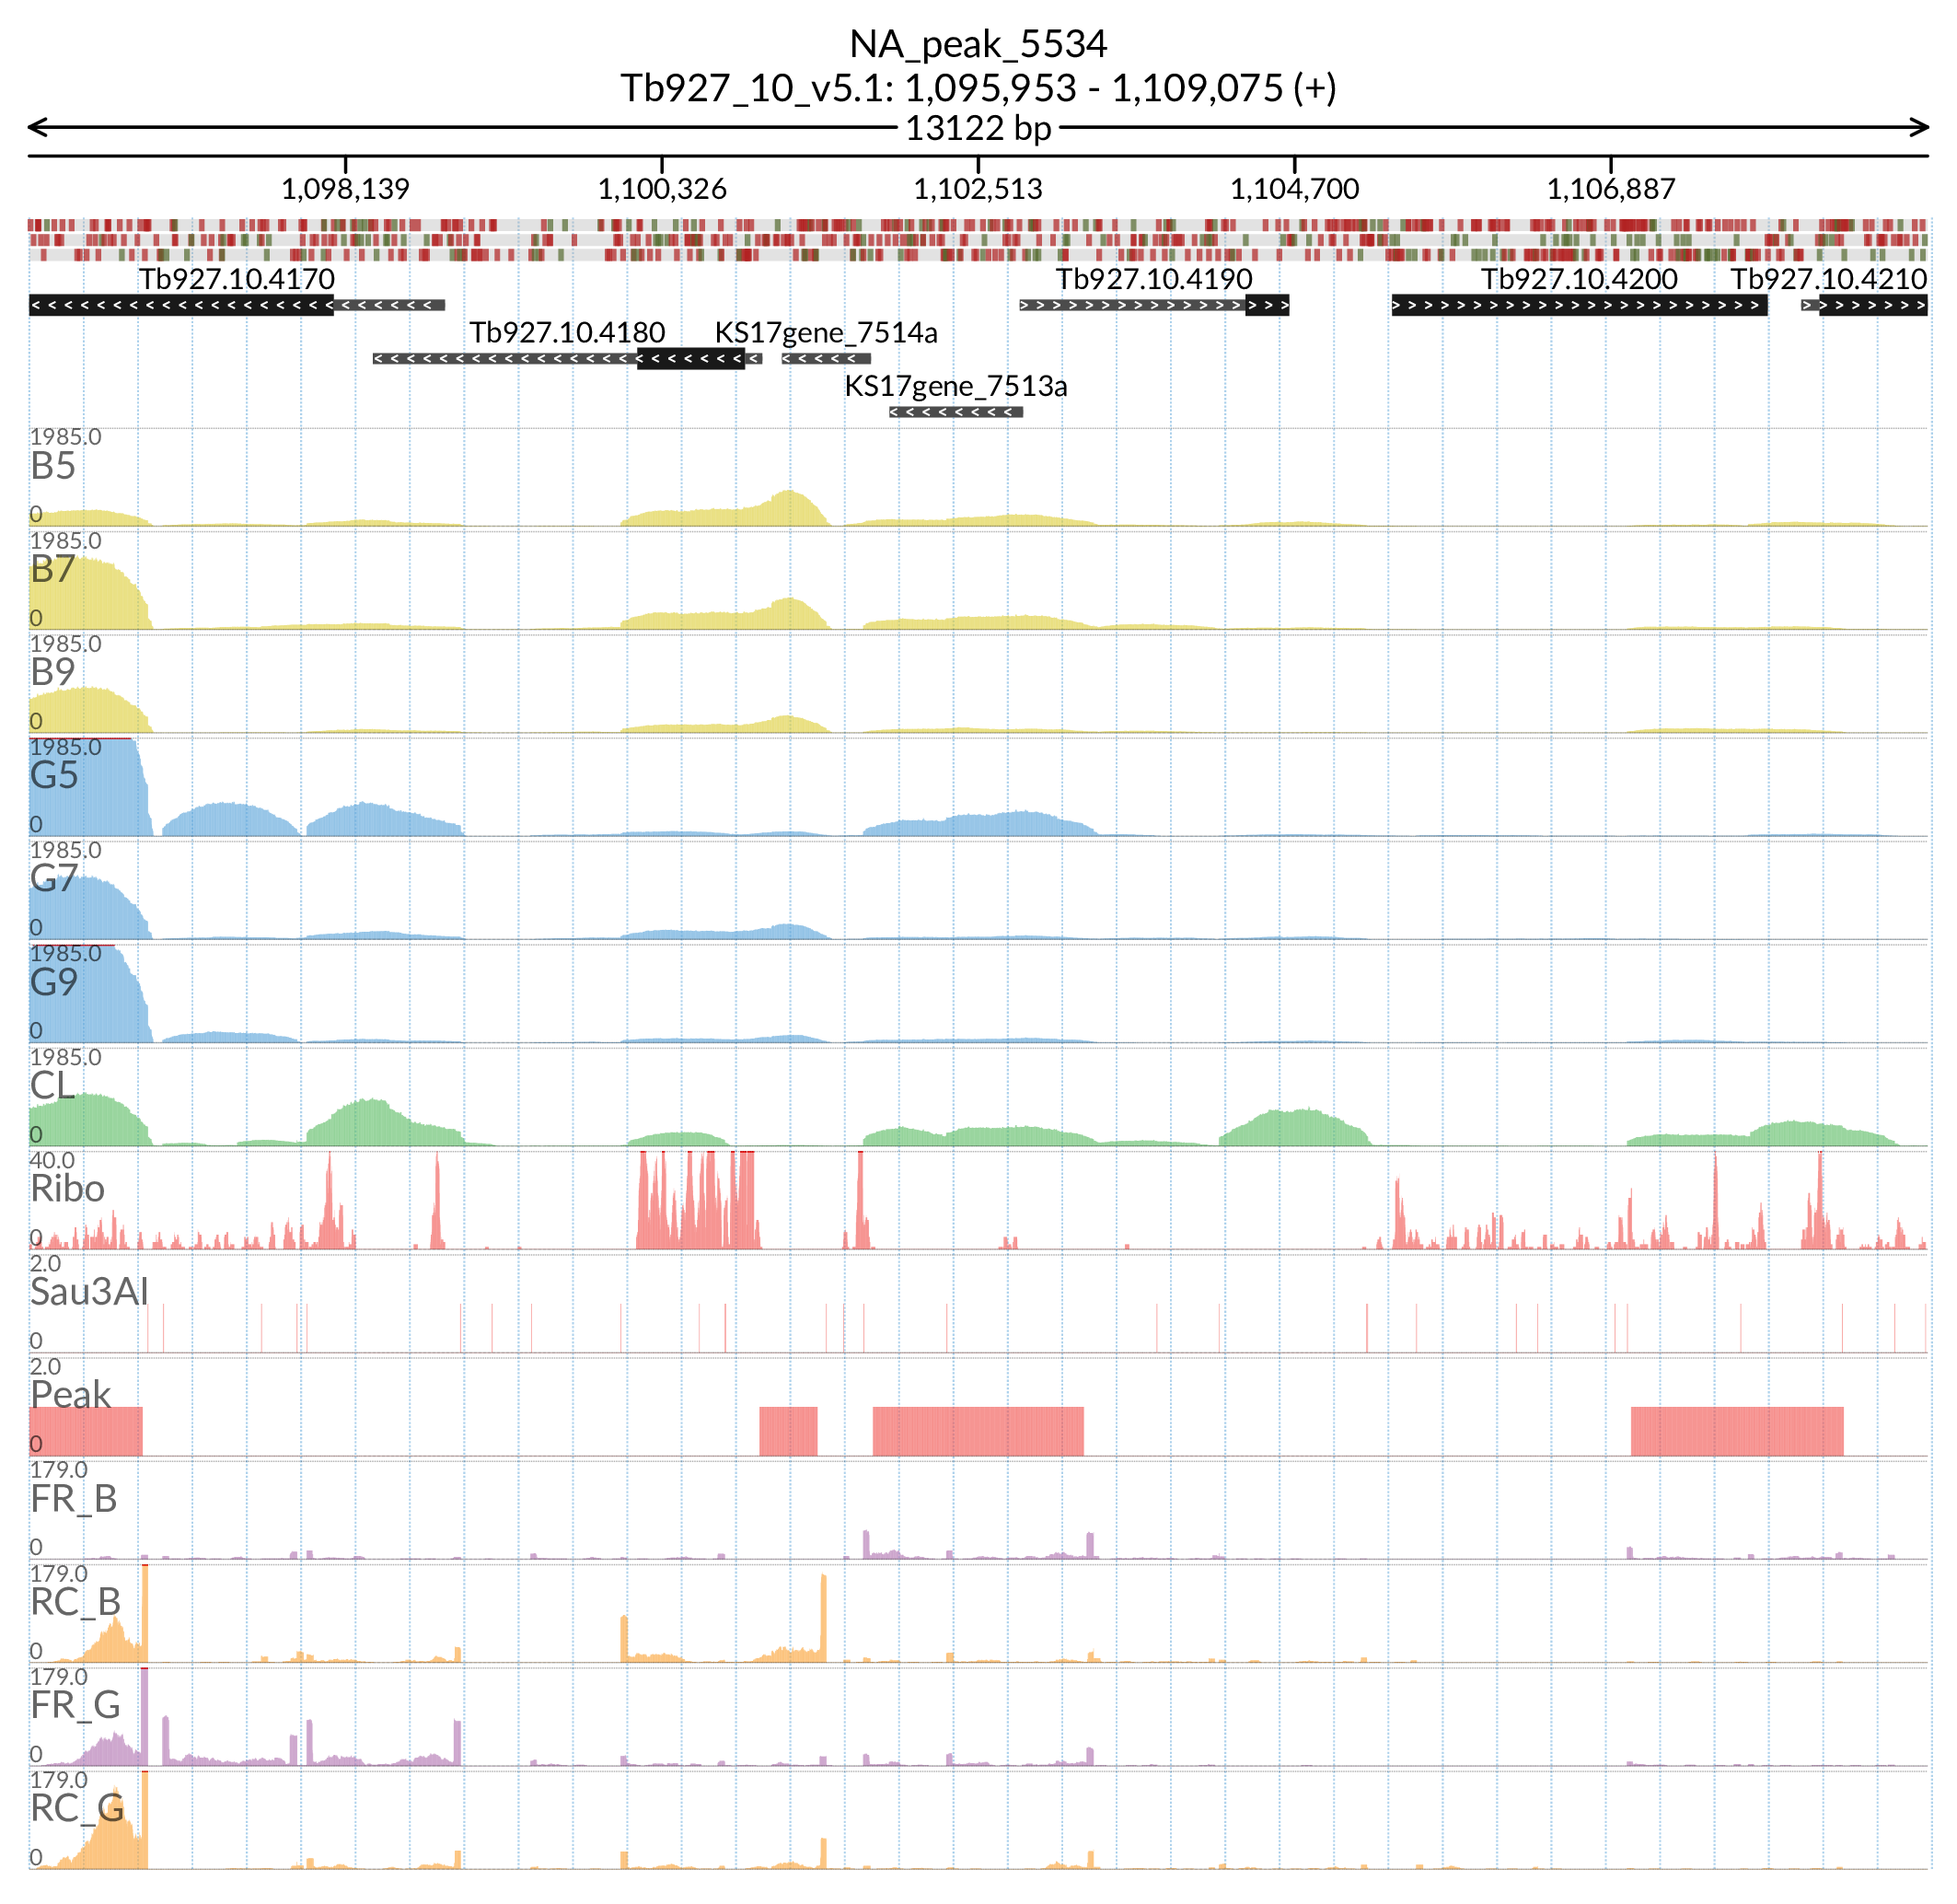 NA_peak_5534
Tb927_10_v5.1: 1,095,953 - 1,109,075 (+)
13122 bp
1,098,139 1,100,326 1,102,513 1,104,700 1,106,887
Tb927.10.4170 Tb927.10.4190 Tb927.10.4200 Tb927.10.4210
Tb927.10.4180 KS17gene_7514a
KS17gene_7513a
1985.0
B5
0
1985.0
B7
0
1985.0
B9
0
1985.0
G5
0
1985.0
G7
0
1985.0
G9
0
1985.0
CL
0
40.0
Ribo
0
2.0
Sau3AI
0
2.0
Peak
0
179.0
FR_B
0
179.0
RC_B
0
179.0
FR_G
0
179.0
RC_G
0